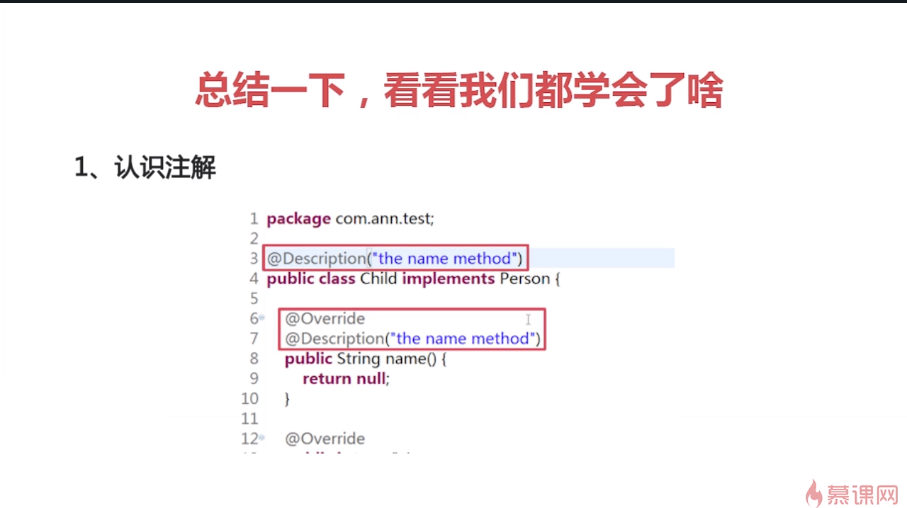 总结一下，看看我们都学会了啥
1、认识注解
1 package com.ann.test;
2
3 @Description("the name method")
4 public class Child implements Person {
5
6 @Override
7 @Description("the name method")
8 public String name() {
9 return null;
10 }
11
12 @Override
慕课网